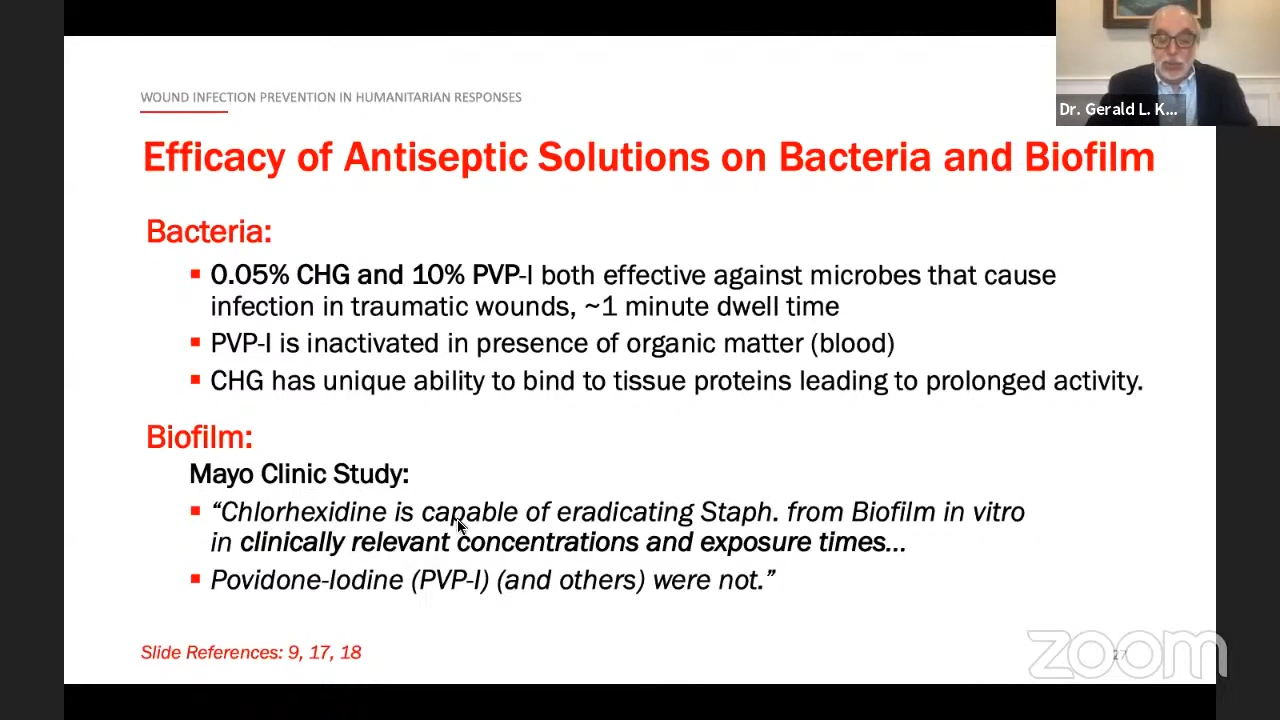 WOUND INFECTION PREVENTION IN HUMANITARIAN RESPONSES
Dr. Gerald L. K...
Efficacy of Antiseptic Solutions on Bacteria and Biofilm
Bacteria:
▪ 0.05% CHG and 10% PVP-I both effective against microbes that cause
infection in traumatic wounds, ~1 minute dwell time
▪ PVP-I is inactivated in presence of organic matter (blood)
▪ CHG has unique ability to bind to tissue proteins leading to prolonged activity.
Biofilm:
Mayo Clinic Study:
▪ “Chlorhexidine is capable of eradicating Staph. from Biofilm in vitro
in clinically relevant concentrations and exposure times...
▪ Povidone-Iodine (PVP-I) (and others) were not.”
Slide References: 9, 17, 18
27
zoom